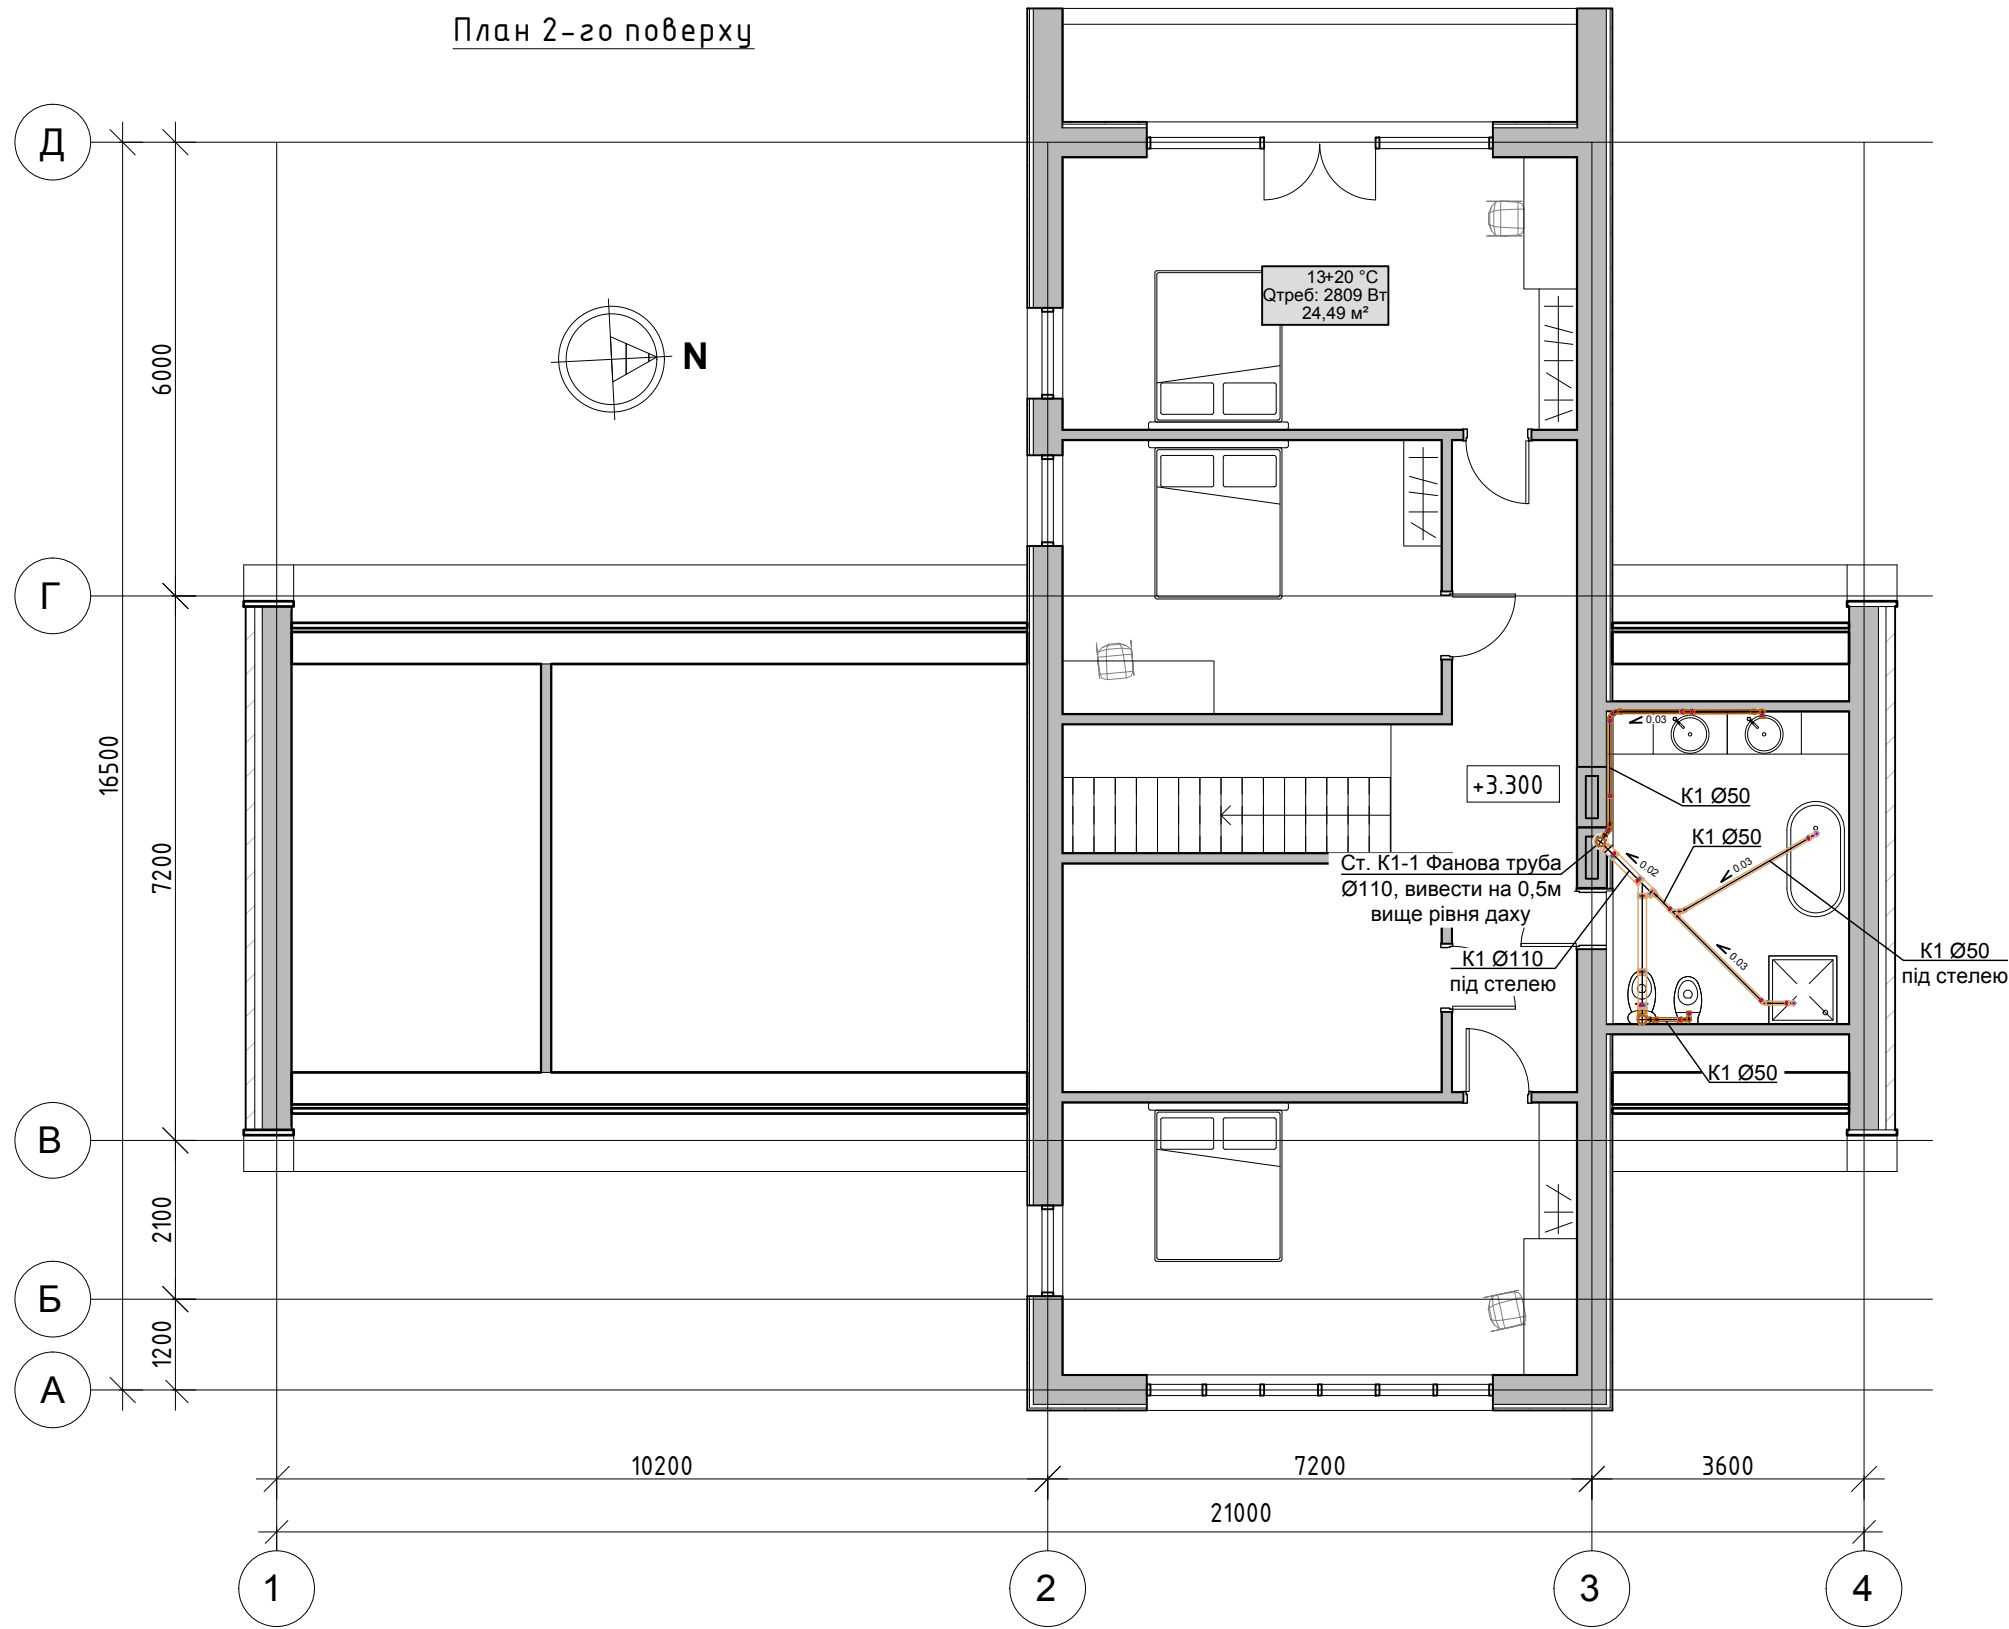 План 2-го поверху
Д
Г
В
Б
А
16500
6000
7200
2100
1200
N
13+20 °C
Qтреб: 2809 Вт
24,49 м²
+3.300
Ст. К1-1 Фанова труба
Ø110, вивести на 0,5м
вище рівня даху
К1 Ø110
під стелею
0.03
К1 Ø50
К1 Ø50
0.02
0.03
0.03
К1 Ø50
під стелею
К1 Ø50
10200
7200
3600
21000
1
2
3
4